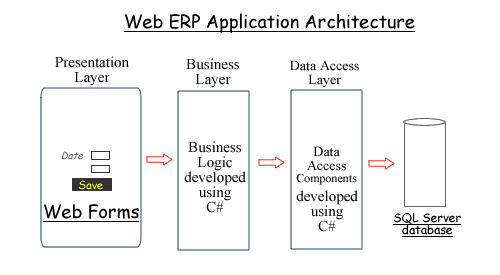 Web ERP Application Architecture
Presentation
Layer
Business
Layer
Data Access
Layer
Date
Save
Web Forms
Business
Logic
developed
using
C#
Data
Access
Components
developed
using
C#
SQL Server
database